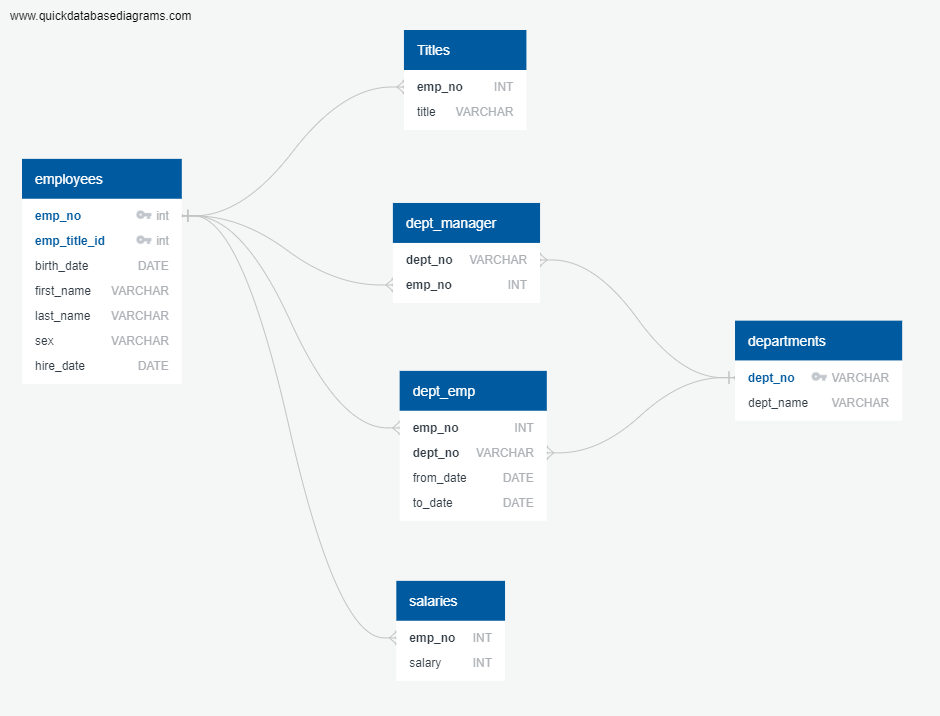 www.quickdatabasediagrams.com
Titles
emp_no INT
title VARCHAR
employees
emp_no int
emp_title_id int
birth_date DATE
first_name VARCHAR
last_name VARCHAR
sex VARCHAR
hire_date DATE
dept_manager
dept_no VARCHAR
emp_no INT
departments
dept_no VARCHAR
dept_name VARCHAR
dept_emp
emp_no INT
dept_no VARCHAR
from_date DATE
to_date DATE
salaries
emp_no INT
salary INT